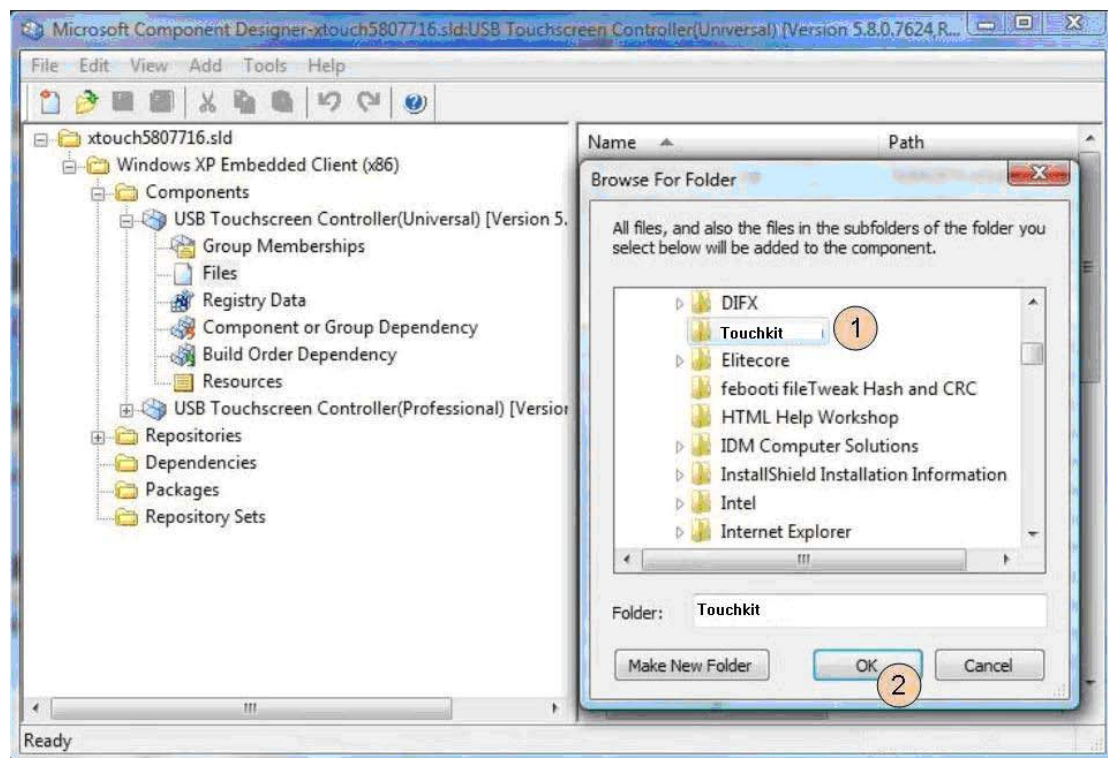 Microsoft Component Designer-xtouch5807716.sld:USB Touchscreen Controller(Universal) [Version 5.8.0.7624,R...
File Edit View Add Tools Help
xtouch5807716.sld
Windows XP Embedded Client (x86)
Components
USB Touchscreen Controller(Universal) [Version 5.
Group Memberships
Files
Registry Data
Component or Group Dependency
Build Order Dependency
Resources
USB Touchscreen Controller(Professional) [Version
Repositories
Dependencies
Packages
Repository Sets
Name Path
Browse For Folder
All files, and also the files in the subfolders of the folder you
select below will be added to the component.
DIFX
Touchkit 1
Elitecore
febooti fileTweak Hash and CRC
HTML Help Workshop
IDM Computer Solutions
InstallShield Installation Information
Intel
Internet Explorer
Folder: Touchkit
Make New Folder OK Cancel
2
Ready